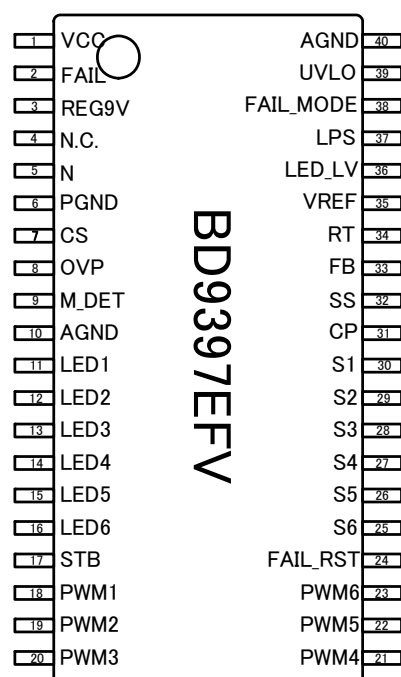 1 VCC AGND 40
2 FAIL UVLO 39
3 REG9V FAIL_MODE 38
4 N.C. LPS 37
5 N LED_LV 36
6 PGND VREF 35
7 CS RT 34
8 OVP FB 33
9 M_DET SS 32
10 AGND CP 31
11 LED1 S1 30
12 LED2 S2 29
13 LED3 S3 28
14 LED4 S4 27
15 LED5 S5 26
16 LED6 S6 25
17 STB FAIL_RST 24
18 PWM1 PWM6 23
19 PWM2 PWM5 22
20 PWM3 PWM4 21
BD9397EFV